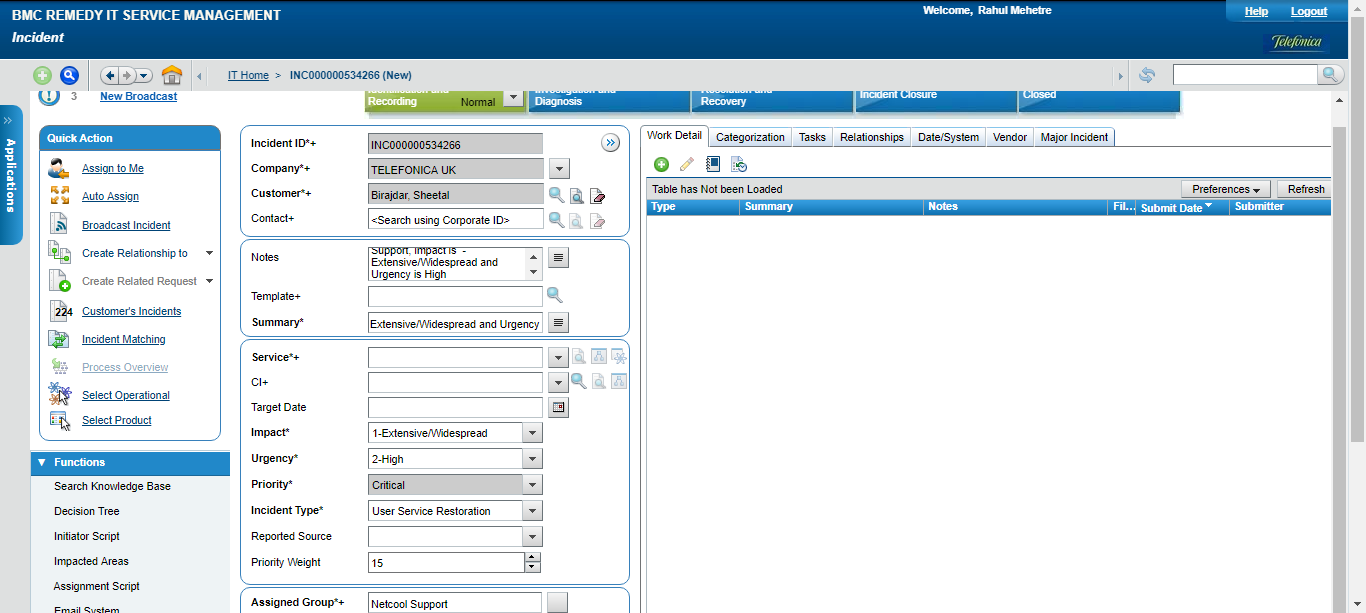 BMC REMEDY IT SERVICE MANAGEMENT
Welcome, Rahul Mehetre
Help Logout
Incident
Telefonica
IT Home > INC000000534266 (New)
3 New Broadcast
Recording Normal
Diagnosis
Recovery
Incident Closure
Closed
Applications
Quick Action
Assign to Me
Auto Assign
Broadcast Incident
Create Relationship to
Create Related Request
224 Customer's Incidents
Incident Matching
Process Overview
Select Operational
Select Product
Functions
Search Knowledge Base
Decision Tree
Initiator Script
Impacted Areas
Assignment Script
Email System
Incident ID*+ INC000000534266
Company*+ TELEFONICA UK
Customer*+ Birajdar, Sheetal
Contact+ <Search using Corporate ID>
Notes
Support, Impact is -
Extensive/Widespread and
Urgency is High
Template+
Summary* Extensive/Widespread and Urgency
Service*+
CI+
Target Date
Impact* 1-Extensive/Widespread
Urgency* 2-High
Priority* Critical
Incident Type* User Service Restoration
Reported Source
Priority Weight 15
Assigned Group*+ Netcool Support
Work Detail Categorization Tasks Relationships Date/System Vendor Major Incident
Table has Not been Loaded Preferences Refresh
Type Summary Notes Fil... Submit Date Submitter